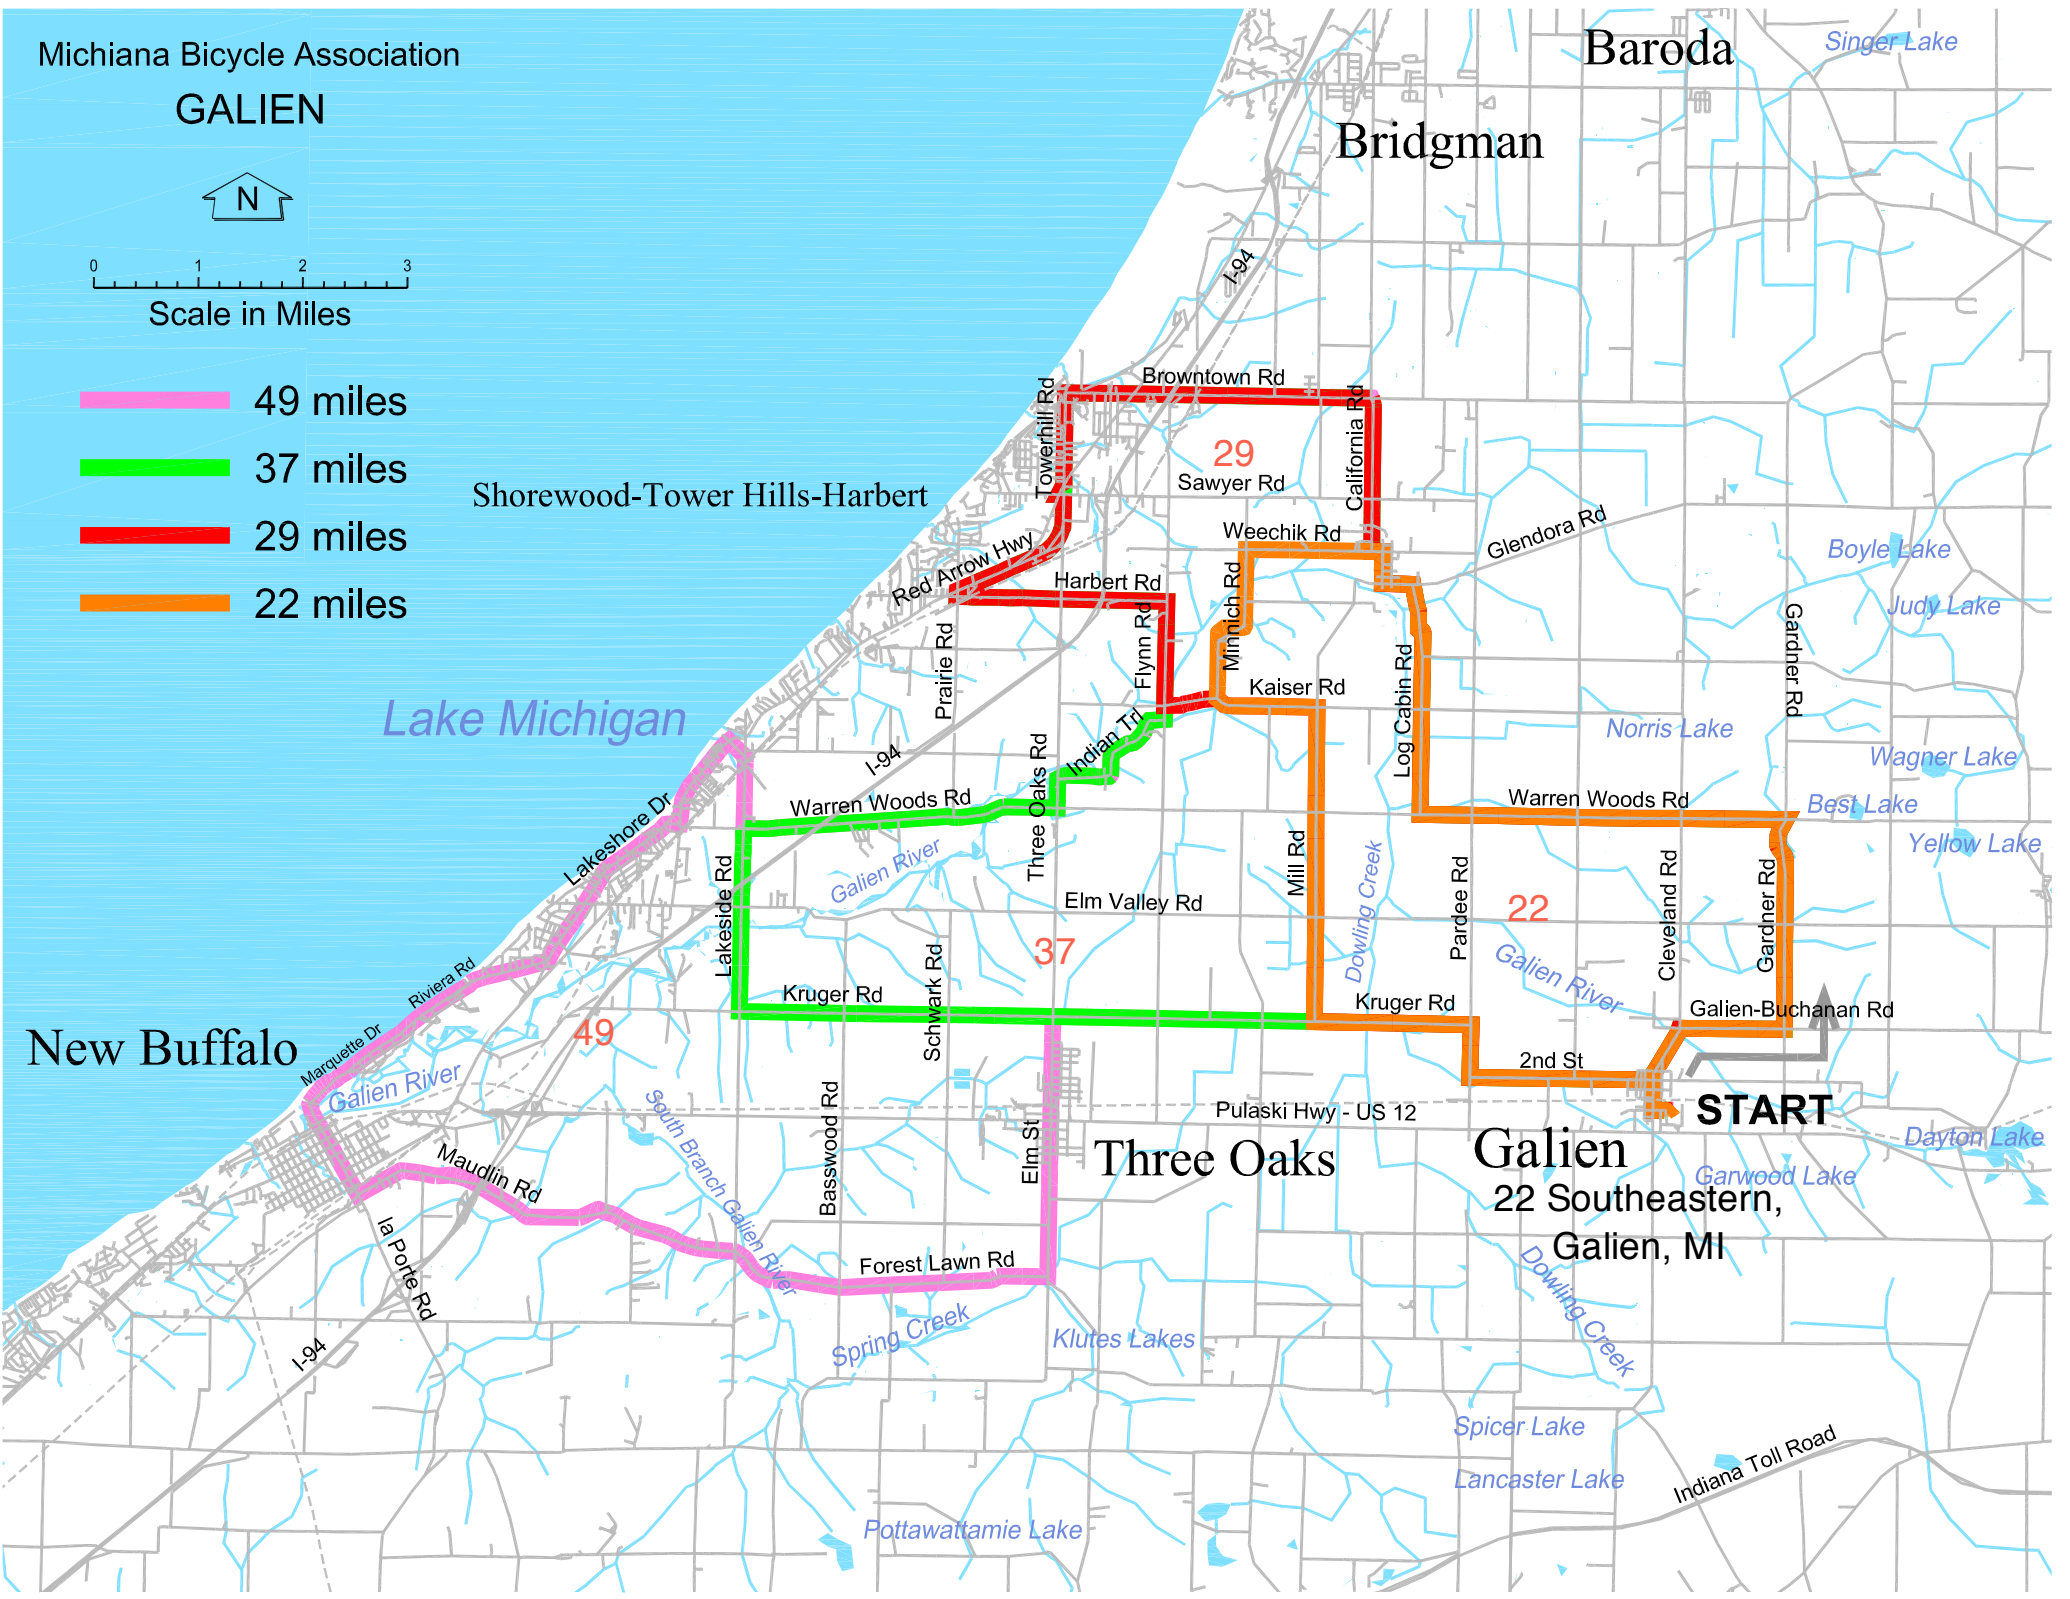 Michiana Bicycle Association
GALIEN
N
0 1 2 3
Scale in Miles
49 miles
37 miles
29 miles
22 miles
Baroda
Singer Lake
Bridgman
I-94
Browntown Rd
Towerhill Rd
California Rd
29
Sawyer Rd
Shorewood-Tower Hills-Harbert
Weechik Rd
Glendora Rd
Red Arrow Hwy
Harbert Rd
Boyle Lake
Judy Lake
Minnich Rd
Flynn Rd
Prairie Rd
Gardner Rd
Kaiser Rd
Log Cabin Rd
Lake Michigan
Norris Lake
Indian Trl
I-94
Three Oaks Rd
Wagner Lake
Warren Woods Rd
Warren Woods Rd
Best Lake
Lakeshore Dr
Yellow Lake
Galien River
Mill Rd
Dowling Creek
Pardee Rd
Cleveland Rd
Gardner Rd
Lakeside Rd
Elm Valley Rd
22
37
Schwark Rd
Galien River
Riviera Rd
Kruger Rd
Kruger Rd
Galien-Buchanan Rd
New Buffalo
49
Marquette Dr
2nd St
Galien River
South Branch Galien River
Basswood Rd
Pulaski Hwy - US 12
START
Elm St
Three Oaks
Galien
Dayton Lake
Garwood Lake
22 Southeastern,
Galien, MI
Maudlin Rd
la Porte Rd
Forest Lawn Rd
Dowling Creek
Spring Creek
Klutes Lakes
I-94
Spicer Lake
Indiana Toll Road
Lancaster Lake
Pottawattamie Lake